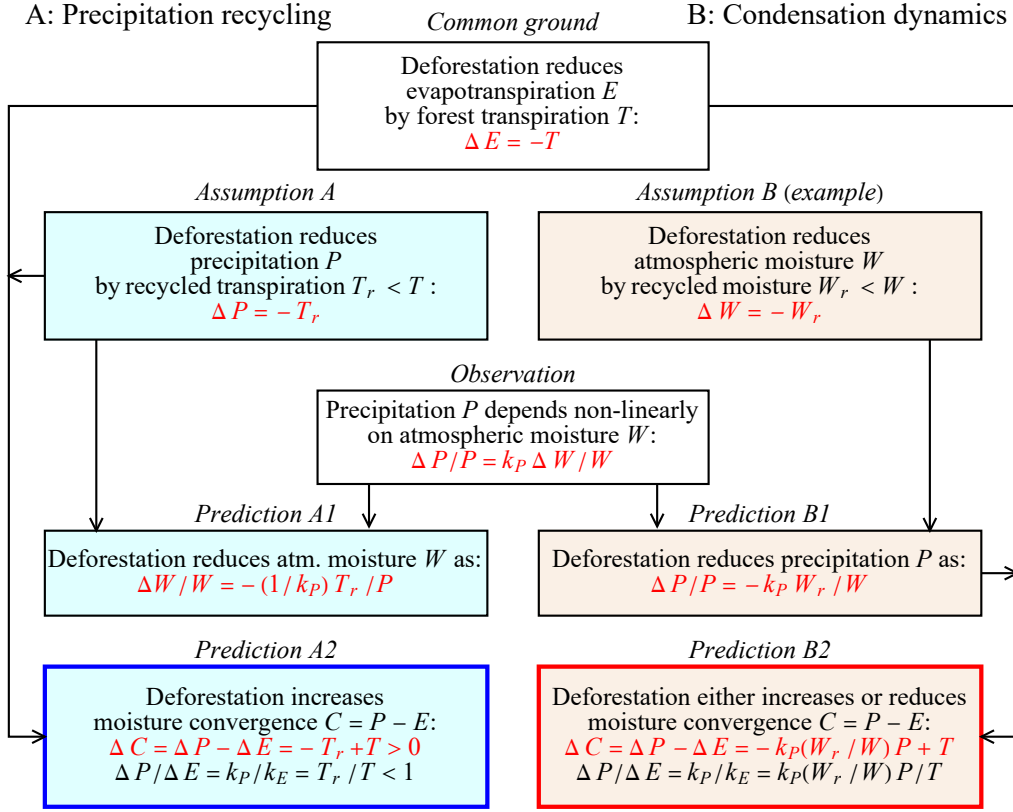 A: Precipitation recycling
B: Condensation dynamics
Common ground
Deforestation reduces
evapotranspiration E
by forest transpiration T:
Δ E = −T
Assumption A
Deforestation reduces
precipitation P
by recycled transpiration T_r < T :
Δ P = − T_r
Assumption B (example)
Deforestation reduces
atmospheric moisture W
by recycled moisture W_r < W :
Δ W = − W_r
Observation
Precipitation P depends non-linearly
on atmospheric moisture W:
Δ P/P = k_P Δ W/W
Prediction A1
Deforestation reduces atm. moisture W as:
ΔW/W = − (1/k_P) T_r /P
Prediction B1
Deforestation reduces precipitation P as:
Δ P/P = − k_P W_r /W
Prediction A2
Deforestation increases
moisture convergence C = P − E:
Δ C = Δ P − Δ E = − T_r + T > 0
Δ P/Δ E = k_P/k_E = T_r /T < 1
Prediction B2
Deforestation either increases or reduces
moisture convergence C = P − E:
Δ C = Δ P − Δ E = − k_P(W_r /W) P + T
Δ P/Δ E = k_P/k_E = k_P(W_r /W) P/T